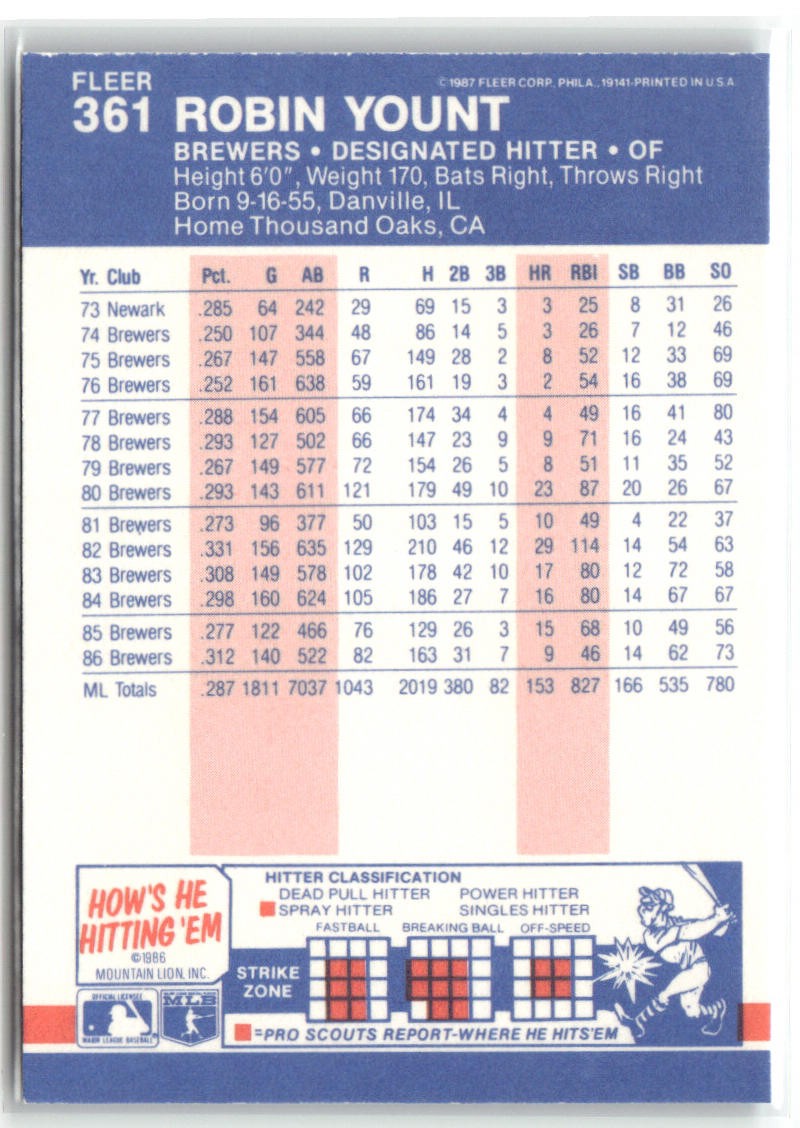 FLEER
361 ROBIN YOUNT
©1987 FLEER CORP. PHILA., 19141-PRINTED IN U.S.A.
BREWERS • DESIGNATED HITTER • OF
Height 6'0", Weight 170, Bats Right, Throws Right
Born 9-16-55, Danville, IL
Home Thousand Oaks, CA
Yr. Club Pct. G AB R H 2B 3B HR RBI SB BB SO
73 Newark .285 64 242 29 69 15 3 3 25 8 31 26
74 Brewers .250 107 344 48 86 14 5 3 26 7 12 46
75 Brewers .267 147 558 67 149 28 2 8 52 12 33 69
76 Brewers .252 161 638 59 161 19 3 2 54 16 38 69
77 Brewers .288 154 605 66 174 34 4 4 49 16 41 80
78 Brewers .293 127 502 66 147 23 9 9 71 16 24 43
79 Brewers .267 149 577 72 154 26 5 8 51 11 35 52
80 Brewers .293 143 611 121 179 49 10 23 87 20 26 67
81 Brewers .273 96 377 50 103 15 5 10 49 4 22 37
82 Brewers .331 156 635 129 210 46 12 29 114 14 54 63
83 Brewers .308 149 578 102 178 42 10 17 80 12 72 58
84 Brewers .298 160 624 105 186 27 7 16 80 14 67 67
85 Brewers .277 122 466 76 129 26 3 15 68 10 49 56
86 Brewers .312 140 522 82 163 31 7 9 46 14 62 73
ML Totals .287 1811 7037 1043 2019 380 82 153 827 166 535 780
HOW'S HE
HITTING 'EM
©1986
MOUNTAIN LION, INC.
OFFICIAL LICENSEE
MAJOR LEAGUE BASEBALL
MLB
HITTER CLASSIFICATION
DEAD PULL HITTER POWER HITTER
SPRAY HITTER SINGLES HITTER
FASTBALL BREAKING BALL OFF-SPEED
STRIKE
ZONE
=PRO SCOUTS REPORT-WHERE HE HITS'EM